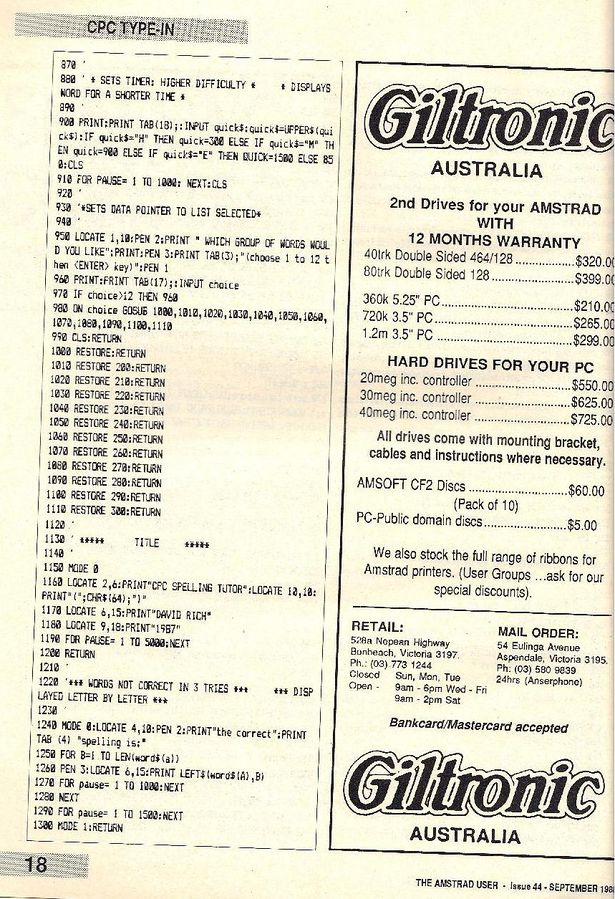 CPC TYPE-IN
870 '
880 ' * SETS TIMER: HIGHER DIFFICULTY * * DISPLAYS
WORD FOR A SHORTER TIME *
890 '
900 PRINT:PRINT TAB(18);:INPUT quick$:quick$=UPPER$(qui
ck$):IF quick$="H" THEN quick=300 ELSE IF quick$="M" TH
EN quick=900 ELSE IF quick$="E" THEN QUICK=1500 ELSE 85
0:CLS
910 FOR PAUSE= 1 TO 1000: NEXT:CLS
920 '
930 '*SETS DATA POINTER TO LIST SELECTED*
940 '
950 LOCATE 1,10:PEN 2:PRINT " WHICH GROUP OF WORDS WOUL
D YOU LIKE":PRINT:PEN 3:PRINT TAB(3);"(choose 1 to 12 t
hen <ENTER> key)":PEN 1
960 PRINT:PRINT TAB(17);:INPUT choice
970 IF choice>12 THEN 960
980 ON choice GOSUB 1000,1010,1020,1030,1040,1050,1060,
1070,1080,1090,1100,1110
990 CLS:RETURN
1000 RESTORE:RETURN
1010 RESTORE 200:RETURN
1020 RESTORE 210:RETURN
1030 RESTORE 220:RETURN
1040 RESTORE 230:RETURN
1050 RESTORE 240:RETURN
1060 RESTORE 250:RETURN
1070 RESTORE 260:RETURN
1080 RESTORE 270:RETURN
1090 RESTORE 280:RETURN
1100 RESTORE 290:RETURN
1110 RESTORE 300:RETURN
1120 '
1130 ' ***** TITLE *****
1140 '
1150 MODE 0
1160 LOCATE 2,6:PRINT"CPC SPELLING TUTOR":LOCATE 10,10:
PRINT"(";CHR$(64);")"
1170 LOCATE 6,15:PRINT"DAVID RICH"
1180 LOCATE 9,18:PRINT"1987"
1190 FOR PAUSE= 1 TO 5000:NEXT
1200 RETURN
1210 '
1220 '*** WORDS NOT CORRECT IN 3 TRIES *** *** DISP
LAYED LETTER BY LETTER ***
1230 '
1240 MODE 0:LOCATE 4,10:PEN 2:PRINT"the correct":PRINT
TAB (4) "spelling is:"
1250 FOR B=1 TO LEN(word$(a))
1260 PEN 3:LOCATE 6,15:PRINT LEFT$(word$(A),B)
1270 FOR pause= 1 TO 1000:NEXT
1280 NEXT
1290 FOR pause= 1 TO 1500:NEXT
1300 MODE 1:RETURN
Giltronic
AUSTRALIA
2nd Drives for your AMSTRAD
WITH
12 MONTHS WARRANTY
40trk Double Sided 464/128 ...............$320.00
80trk Double Sided 128.....................$399.00
360k 5.25" PC...................................$210.00
720k 3.5" PC.....................................$265.00
1.2m 3.5" PC ....................................$299.00
HARD DRIVES FOR YOUR PC
20meg inc. controller .......................$550.00
30meg inc. controller .......................$625.00
40meg inc. controller .......................$725.00
All drives come with mounting bracket,
cables and instructions where necessary.
AMSOFT CF2 Discs ............................$60.00
(Pack of 10)
PC-Public domain discs.....................$5.00
We also stock the full range of ribbons for
Amstrad printers. (User Groups ...ask for our
special discounts).
RETAIL:
528a Nepean Highway
Bonbeach, Victoria 3197.
Ph.: (03) 773 1244
Closed Sun, Mon, Tue
Open - 9am - 6pm Wed - Fri
9am - 2pm Sat
MAIL ORDER:
54 Eulinga Avenue
Aspendale, Victoria 3195.
Ph: (03) 580 9839
24hrs (Anserphone)
Bankcard/Mastercard accepted
Giltronic
AUSTRALIA
18
THE AMSTRAD USER - Issue 44 - SEPTEMBER